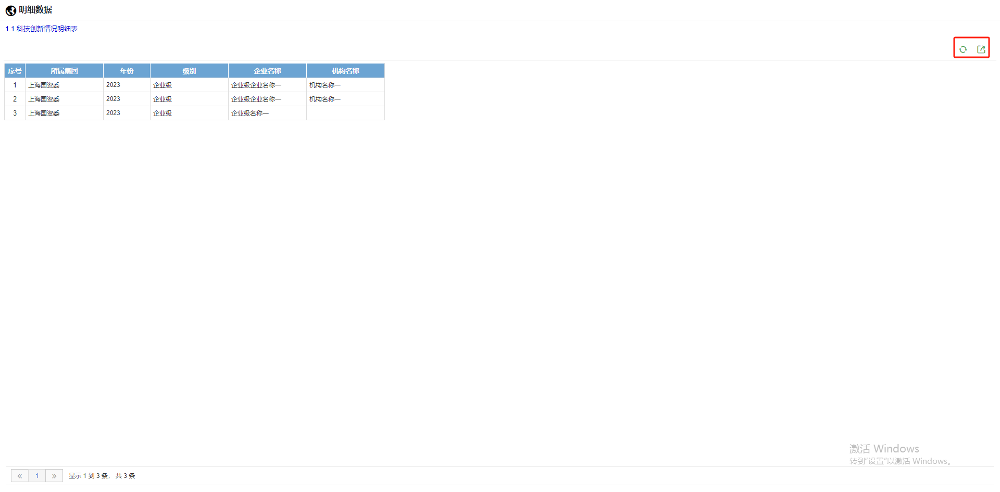 明细数据
1.1 科技创新情况明细表
序号 所属集团 年份 级别 企业名称 机构名称
1 上海国资委 2023 企业级 企业级企业名称一 机构名称一
2 上海国资委 2023 企业级 企业级企业名称一 机构名称一
3 上海国资委 2023 企业级 企业级名称一
激活 Windows
转到“设置”以激活 Windows。
« 1 » 显示 1 到 3 条， 共 3 条